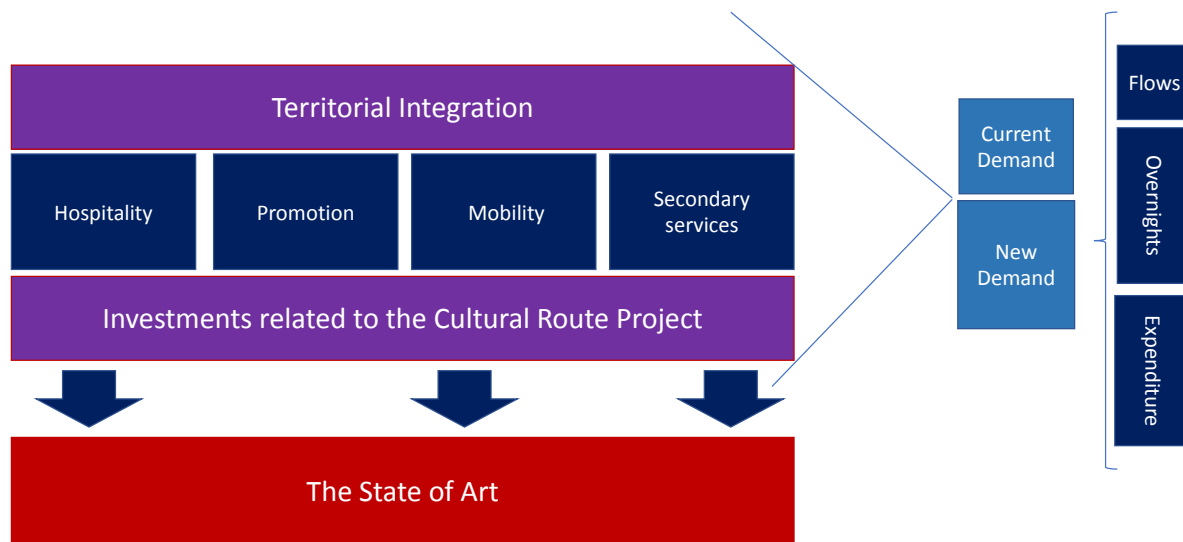 Territorial Integration
Hospitality
Promotion
Mobility
Secondary
services
Investments related to the Cultural Route Project
The State of Art
Current
Demand
New
Demand
Flows
Overnights
Expenditure